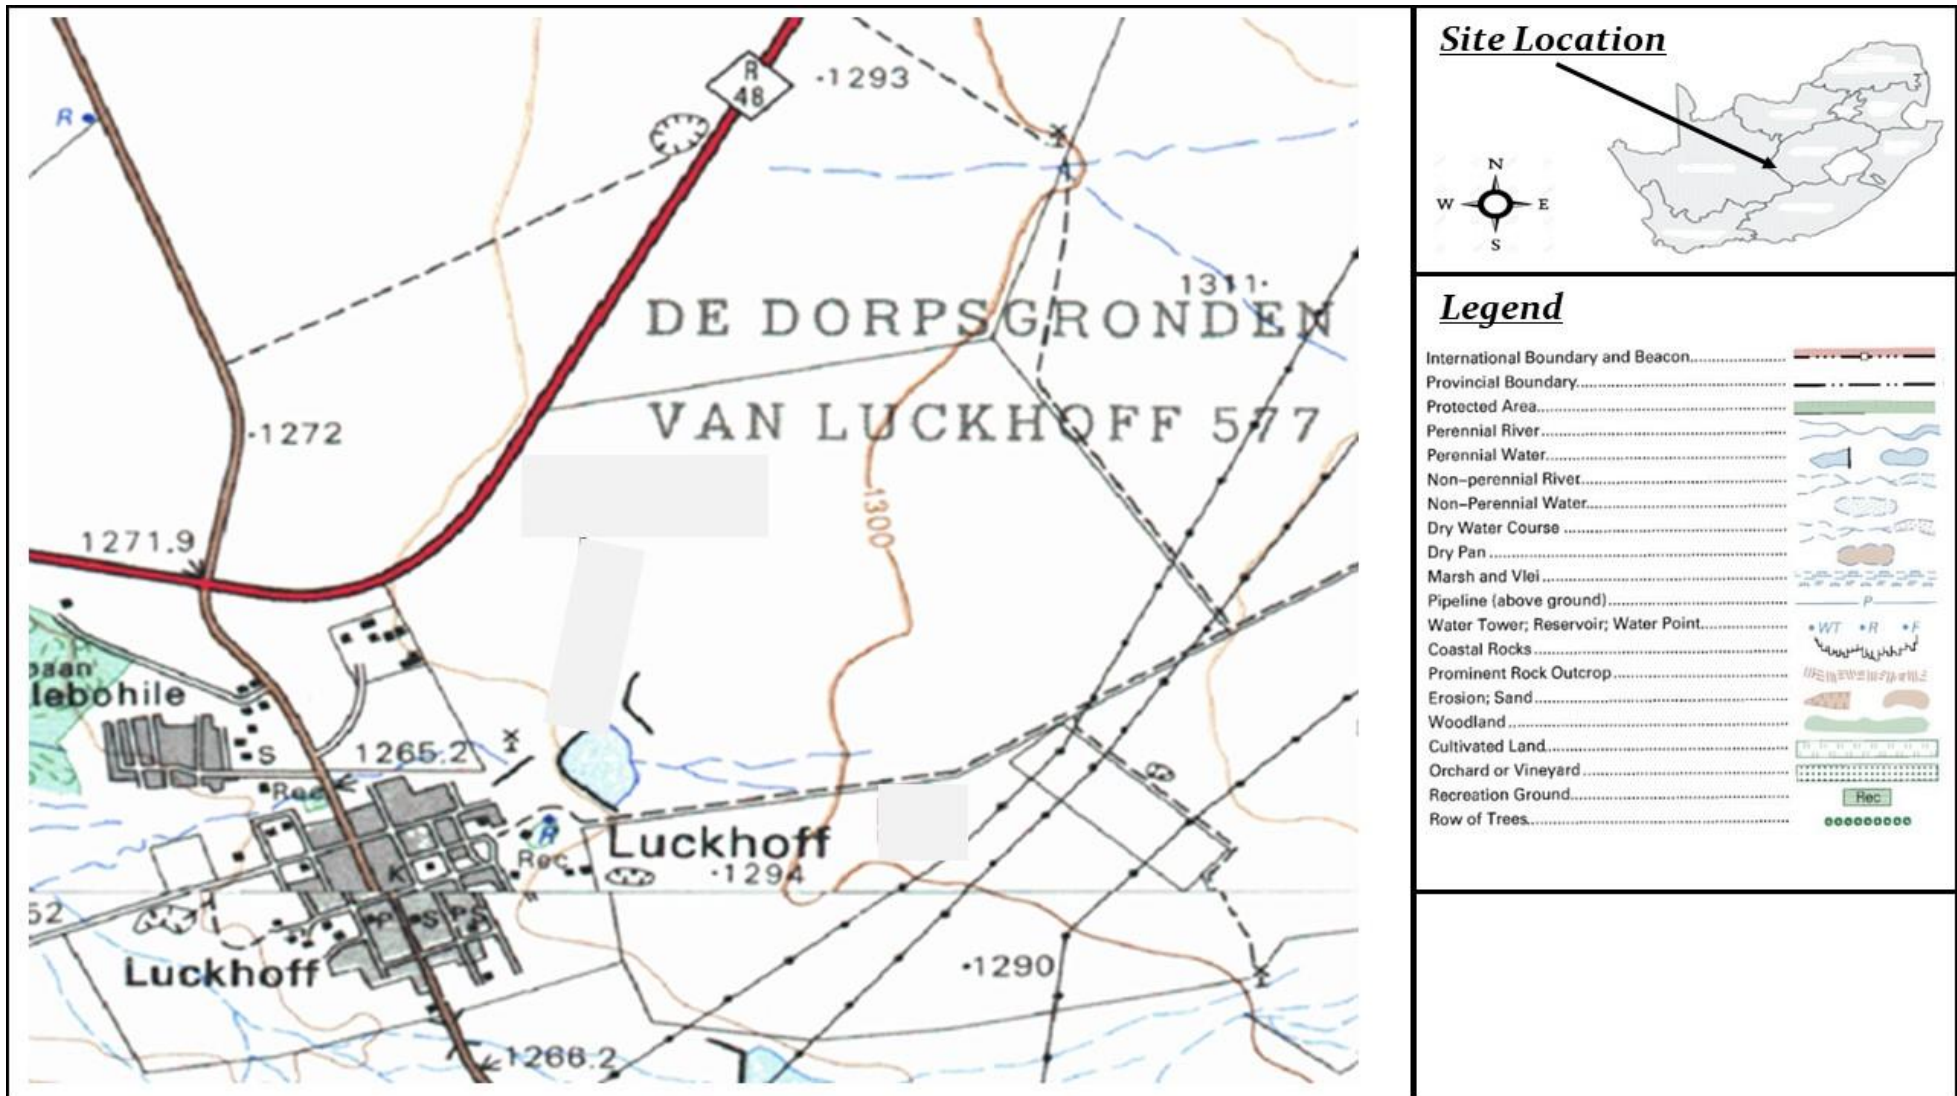 R
48
·1293
R
1311·
DE DORPSGRONDEN
VAN LUCKHOFF 577
·1272
1300
1271.9
paan
lebohile
S
1265.2
Rec
R
Luckhoff
Rec
·1294
K
52
P
S
PS
Luckhoff
·1290
1266.2
Site Location
N
W
E
S
Legend
International Boundary and Beacon
Provincial Boundary
Protected Area
Perennial River
Perennial Water
Non-perennial River
Non-Perennial Water
Dry Water Course
Dry Pan
Marsh and Vlei
Pipeline (above ground)
P
Water Tower; Reservoir; Water Point
WT R F
Coastal Rocks
Prominent Rock Outcrop
Erosion; Sand
Woodland
Cultivated Land
Orchard or Vineyard
Recreation Ground
Rec
Row of Trees